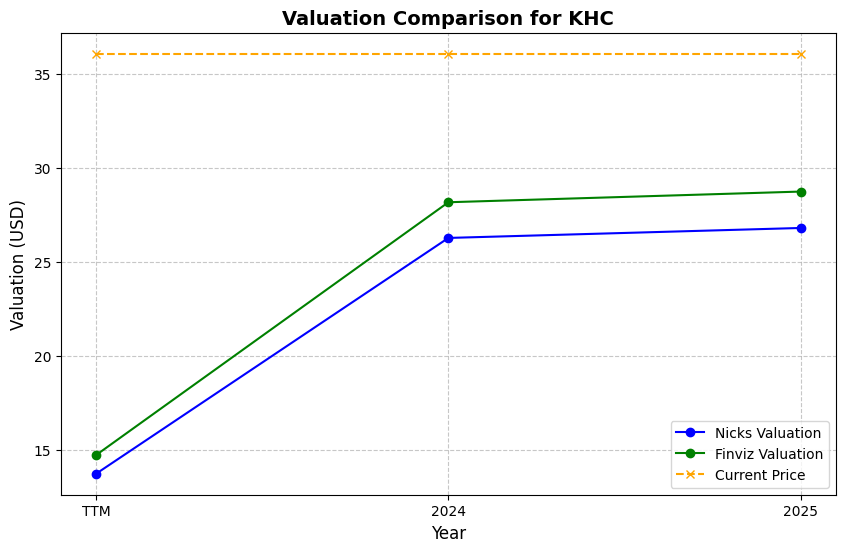 Valuation Comparison for KHC
Valuation (USD)
35
30
25
20
15
TTM
2024
2025
Year
Nicks Valuation
Finviz Valuation
Current Price